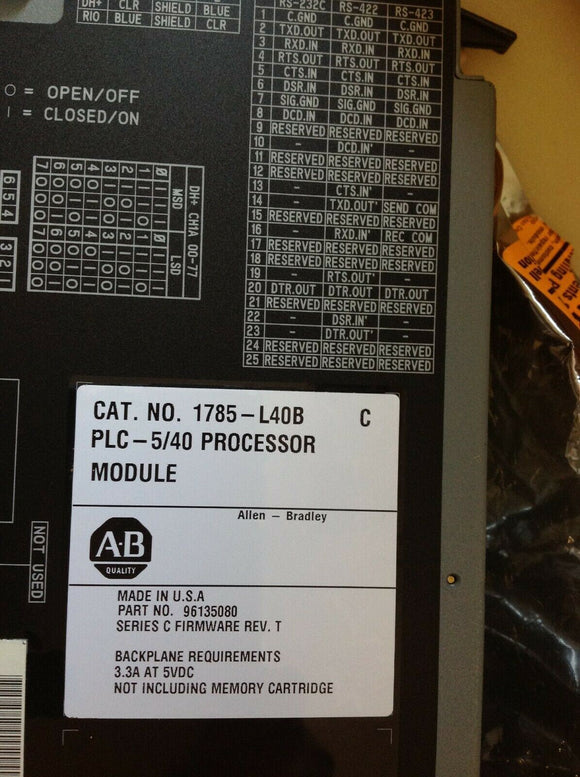 DH+ CLR SHIELD BLUE
RIO BLUE SHIELD CLR
O = OPEN/OFF
| = CLOSED/ON
RS-232C RS-422 RS-423
1 C.GND C.GND C.GND
2 TXD.OUT TXD.OUT TXD.OUT
3 RXD.IN RXD.IN RXD.IN
4 RTS.OUT RTS.OUT RTS.OUT
5 CTS.IN CTS.IN CTS.IN
6 DSR.IN DSR.IN DSR.IN
7 SIG.GND SIG.GND SIG.GND
8 DCD.IN DCD.IN DCD.IN
9 RESERVED RESERVED RESERVED
10 - DCD.IN' -
11 RESERVED RESERVED RESERVED
12 RESERVED RESERVED RESERVED
13 - CTS.IN' -
14 - TXD.OUT' SEND COM
15 RESERVED RESERVED RESERVED
16 - RXD.IN' REC COM
17 RESERVED RESERVED RESERVED
18 RESERVED RESERVED RESERVED
19 - RTS.OUT' -
20 DTR.OUT DTR.OUT DTR.OUT
21 RESERVED RESERVED RESERVED
22 - DSR.IN' -
23 - DTR.OUT' -
24 RESERVED RESERVED RESERVED
25 RESERVED RESERVED RESERVED
DH+ CH1A 00-77
MSD LSD
6 5 4 3 2 1
NOT USED
CAT. NO. 1785-L40B C
PLC-5/40 PROCESSOR
MODULE
Allen - Bradley
A-B
QUALITY
MADE IN U.S.A
PART NO. 96135080
SERIES C FIRMWARE REV. T
BACKPLANE REQUIREMENTS
3.3A AT 5VDC
NOT INCLUDING MEMORY CARTRIDGE